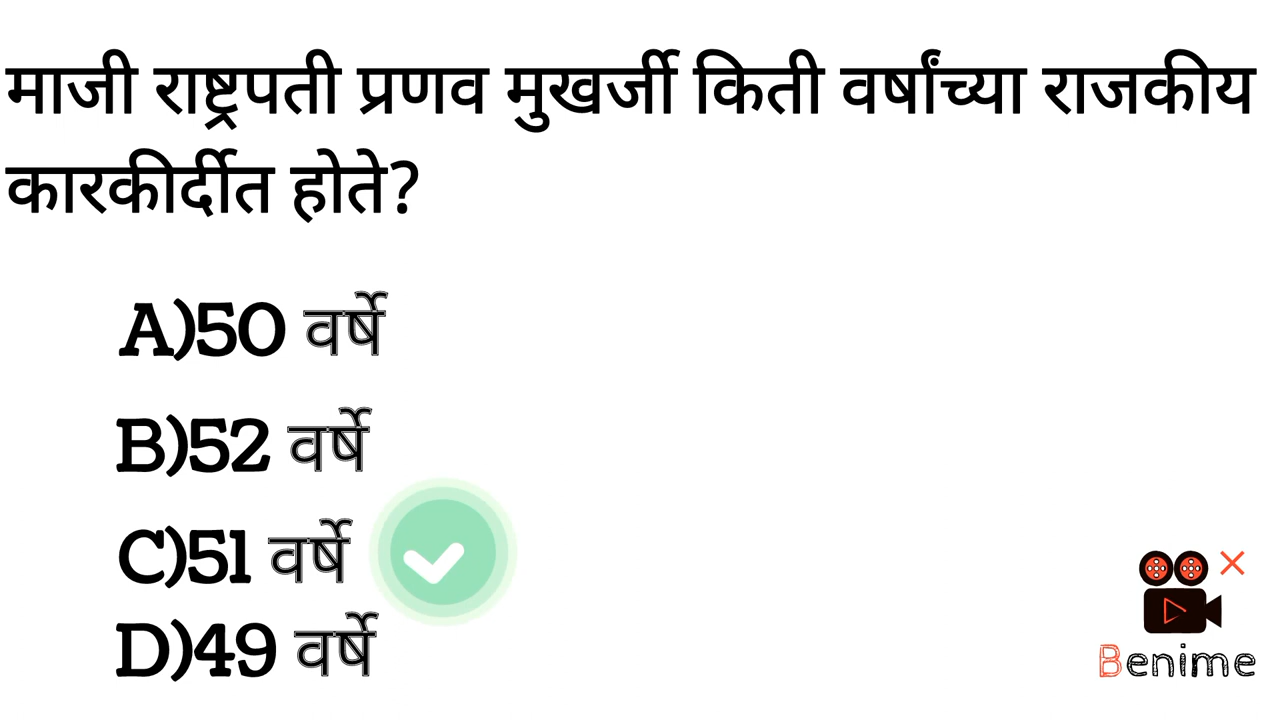 माजी राष्ट्रपती प्रणव मुखर्जी किती वर्षांच्या राजकीय
कारकीर्दीत होते?
A)50 वर्षे
B)52 वर्षे
C)51 वर्षे
D)49 वर्षे
Benime